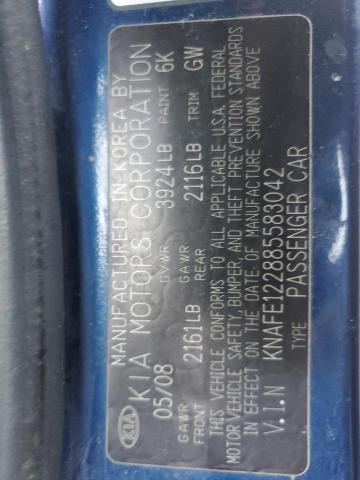 MANUFACTURED IN KOREA BY
KIA KIA MOTORS CORPORATION
05/08 3924LB 6K
GVWR PAINT
GAWR 2161LB GAWR 2116LB GW
FRONT REAR TRIM
THIS VEHICLE CONFORMS TO ALL APPLICABLE U.S.A. FEDERAL
MOTOR VEHICLE SAFETY, BUMPER, AND THEFT PREVENTION STANDARDS
IN EFFECT ON THE DATE OF MANUFACTURE SHOWN ABOVE
V.I.N KNAFE122885583042
TYPE PASSENGER CAR